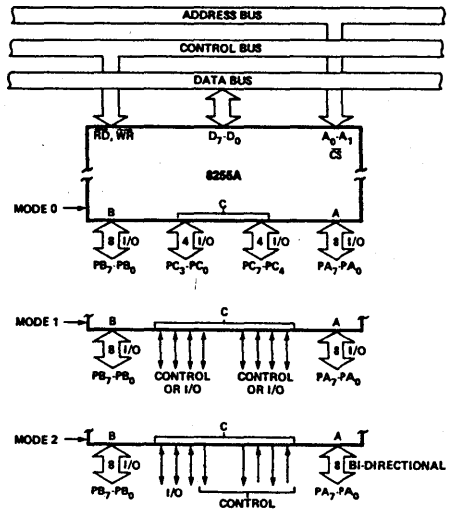 ADDRESS BUS
CONTROL BUS
DATA BUS
RD, WR D7-D0 A0-A1
CS
8255A
MODE 0
B C A
8 I/O 4 I/O 4 I/O 8 I/O
PB7-PB0 PC3-PC0 PC7-PC4 PA7-PA0
MODE 1
B C A
8 I/O 8 I/O
PB7-PB0 CONTROL OR I/O CONTROL OR I/O PA7-PA0
MODE 2
B C A
8 I/O 8 BI-DIRECTIONAL
PB7-PB0 I/O CONTROL PA7-PA0